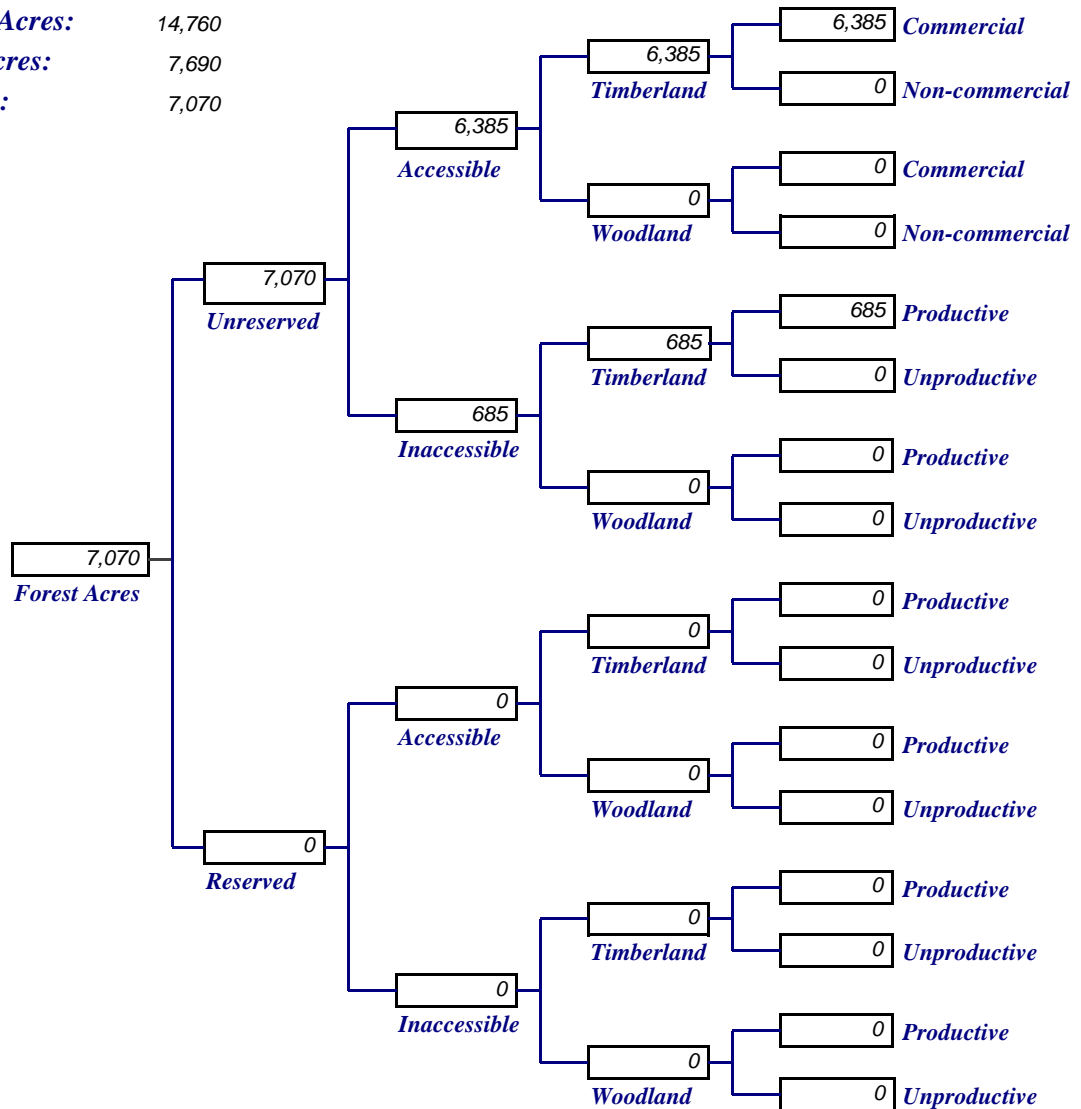 Acres: 14,760
cres: 7,690
: 7,070
6,385 Commercial
6,385
Timberland
0 Non-commercial
6,385
Accessible
0 Commercial
0
Woodland
0 Non-commercial
7,070
Unreserved
685 Productive
685
Timberland
0 Unproductive
685
Inaccessible
0 Productive
0
Woodland
0 Unproductive
7,070
Forest Acres
0 Productive
0
Timberland
0 Unproductive
0
Accessible
0 Productive
0
Woodland
0 Unproductive
0
Reserved
0 Productive
0
Timberland
0 Unproductive
0
Inaccessible
0 Productive
0
Woodland
0 Unproductive